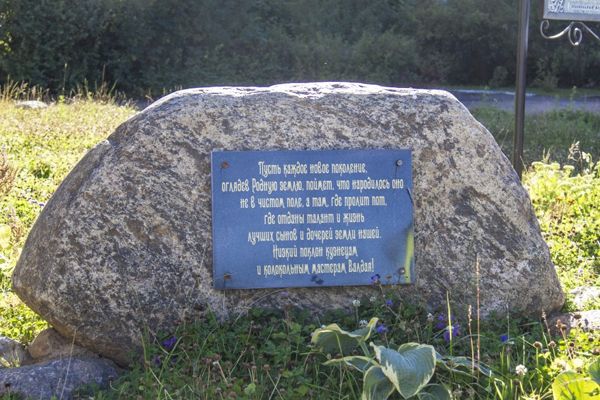 Пусть каждое новое поколение,
оглядев Родную землю, поймет, что народилось оно
не в чистом поле, а там, где пролит пот,
где отданы талант и жизнь
лучших сынов и дочерей земли нашей.
Низкий поклон кузнецам
и колокольным мастерам Валдая!